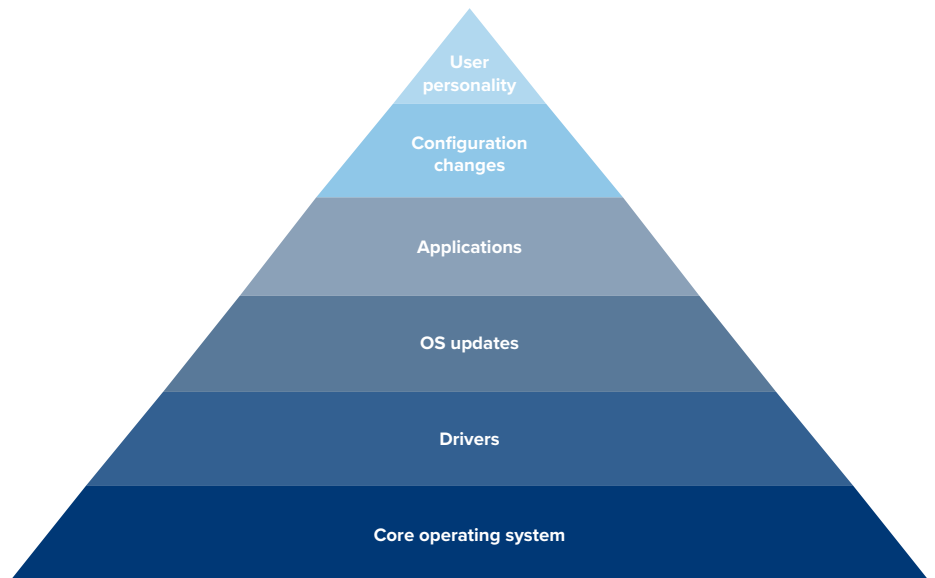 User
personality
Configuration
changes
Applications
OS updates
Drivers
Core operating system